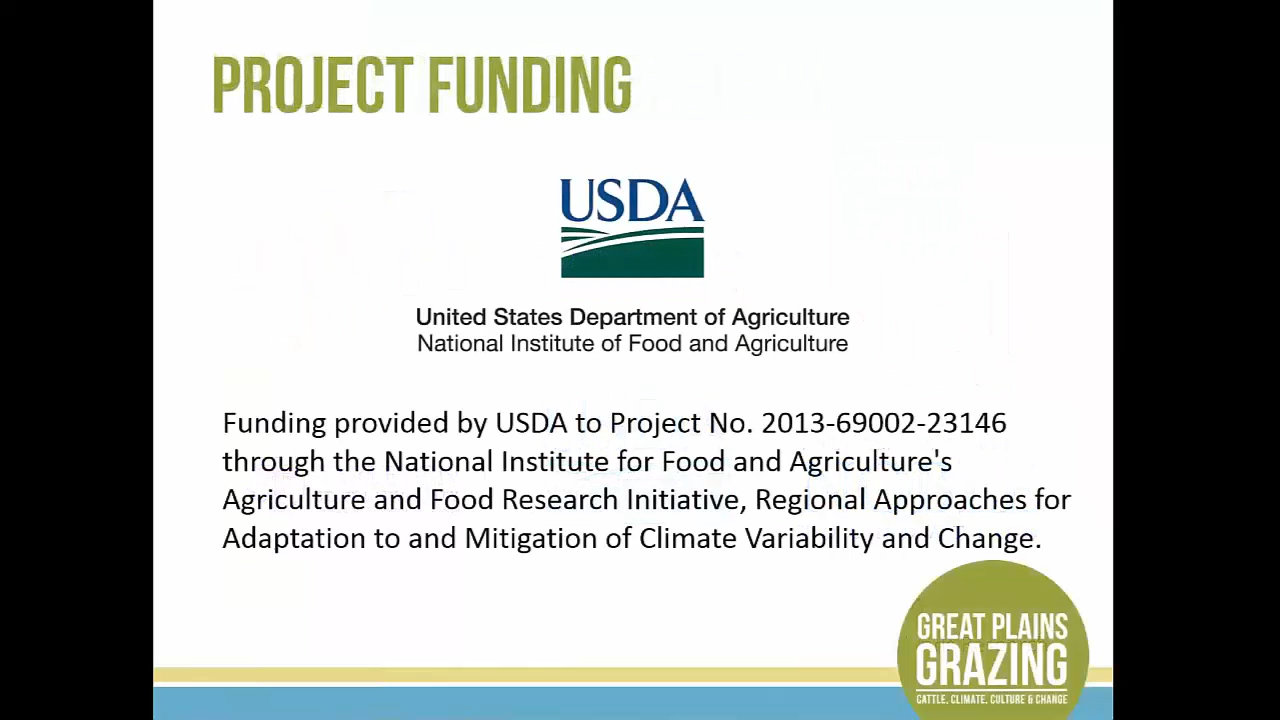 PROJECT FUNDING
USDA
United States Department of Agriculture
National Institute of Food and Agriculture
Funding provided by USDA to Project No. 2013-69002-23146
through the National Institute for Food and Agriculture's
Agriculture and Food Research Initiative, Regional Approaches for
Adaptation to and Mitigation of Climate Variability and Change.
GREAT PLAINS
GRAZING
CATTLE, CLIMATE, CULTURE & CHANGE